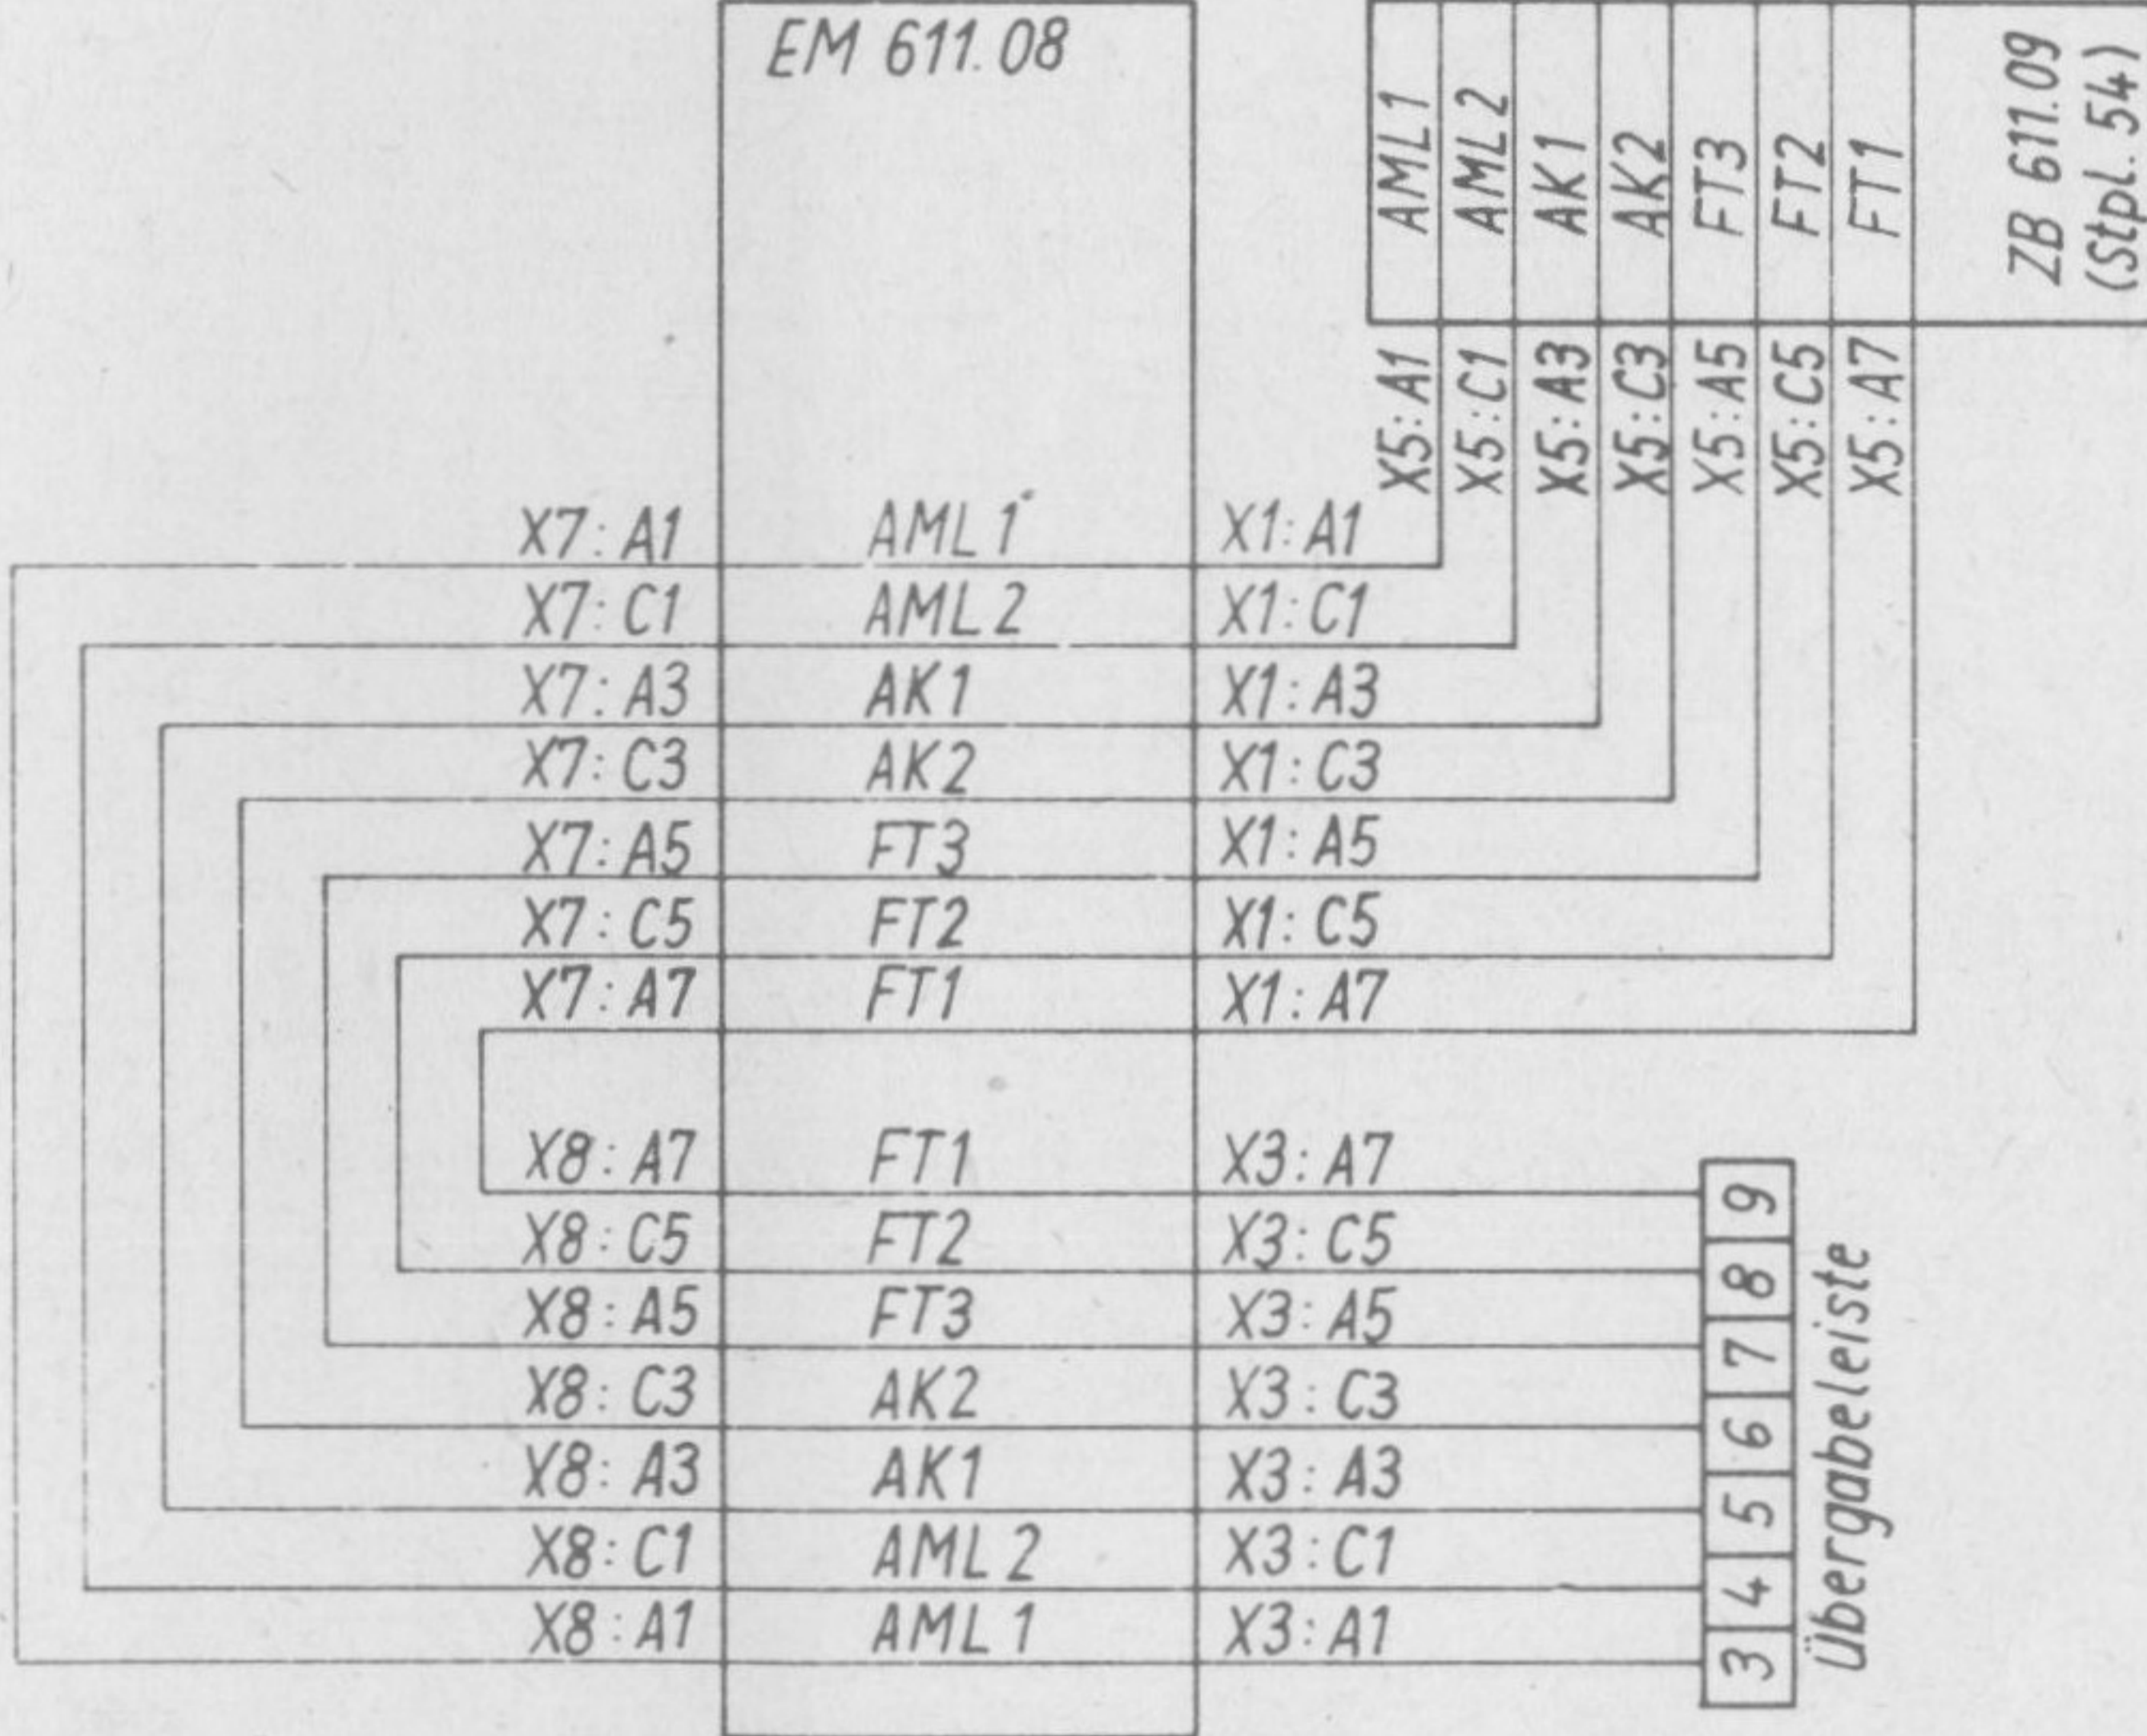 EM 611.08
AML1
AML2
AK1
AK2
FT3
FT2
FT1
ZB 611.09
(Stpl. 54)
X5:A1
X5:C1
X5:A3
X5:C3
X5:A5
X5:C5
X5:A7
X7:A1 AML1 X1:A1
X7:C1 AML2 X1:C1
X7:A3 AK1 X1:A3
X7:C3 AK2 X1:C3
X7:A5 FT3 X1:A5
X7:C5 FT2 X1:C5
X7:A7 FT1 X1:A7
X8:A7 FT1 X3:A7 9
X8:C5 FT2 X3:C5 8
X8:A5 FT3 X3:A5 7
X8:C3 AK2 X3:C3 6
X8:A3 AK1 X3:A3 5
X8:C1 AML2 X3:C1 4
X8:A1 AML1 X3:A1 3
Übergabeleiste